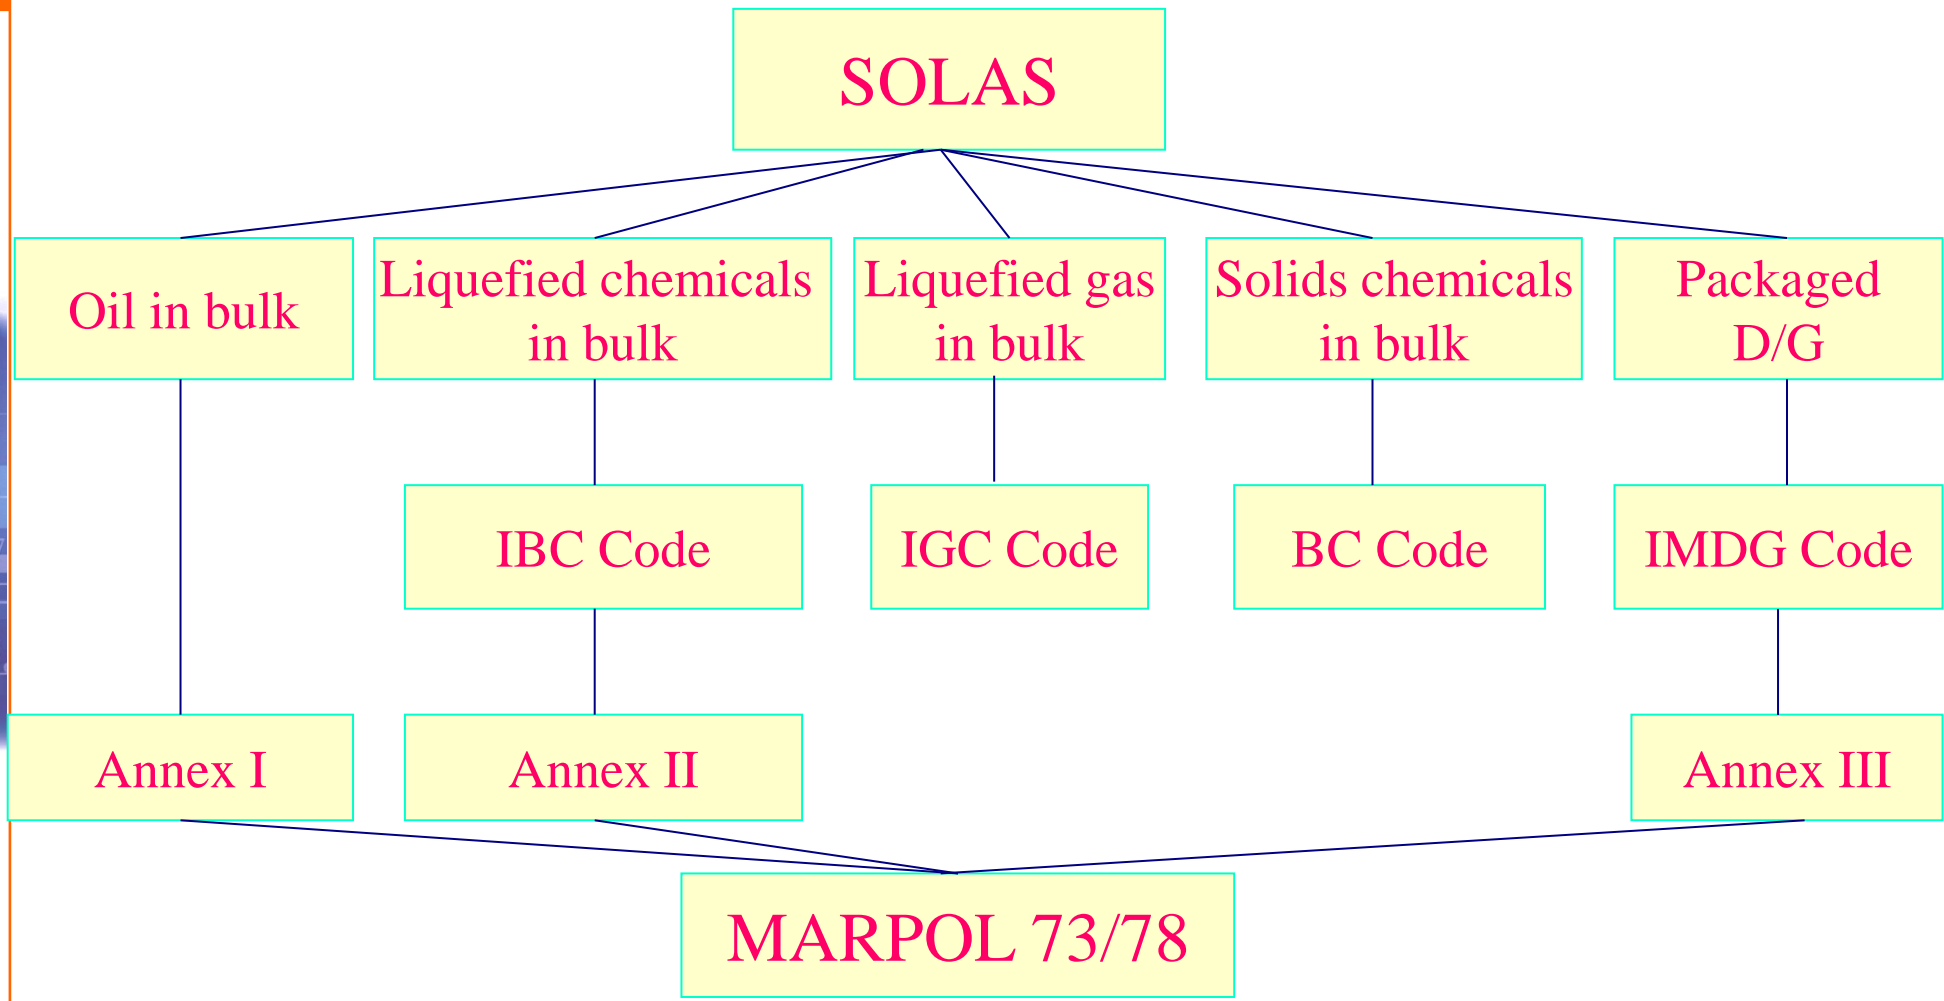 SOLAS
Oil in bulk
Liquefied chemicals
in bulk
Liquefied gas
in bulk
Solids chemicals
in bulk
Packaged
D/G
IBC Code
IGC Code
BC Code
IMDG Code
Annex I
Annex II
Annex III
MARPOL 73/78